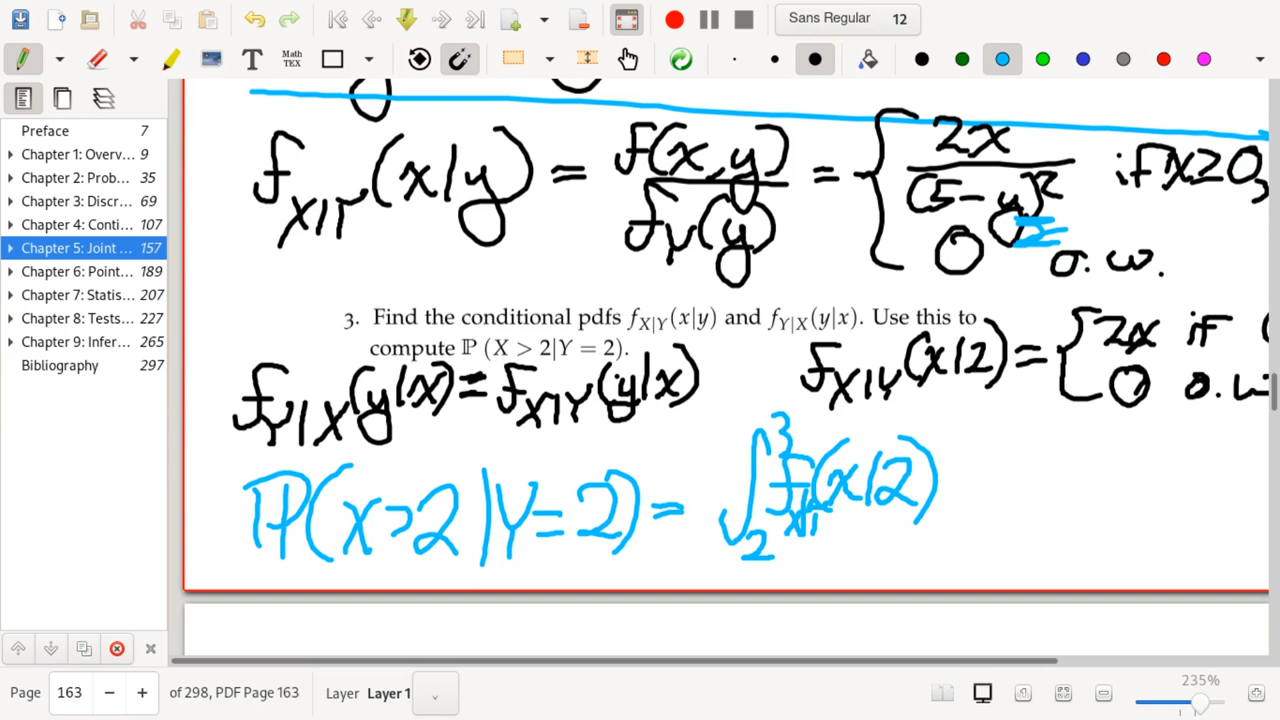 Sans Regular 12
T Math TEX
Preface 7
Chapter 1: Overv... 9
Chapter 2: Prob... 35
Chapter 3: Discr... 69
Chapter 4: Conti... 107
Chapter 5: Joint ... 157
Chapter 6: Point... 189
Chapter 7: Statis... 207
Chapter 8: Tests... 227
Chapter 9: Infer... 265
Bibliography 297
f_{X|Y}(x|y) = f(x,y) / f_Y(y) = { 2x / (5-y)^2 if x≥0,
0 o.w.
3. Find the conditional pdfs f_{X|Y}(x|y) and f_{Y|X}(y|x). Use this to
compute ℙ (X > 2|Y = 2).
f_{Y|X}(y|x) = f_{X|Y}(y|x)
f_{X|Y}(x|2) = { 2x if
0 o.w
ℙ(X>2|Y=2) = ∫_2^3 f_{X|Y}(x|2)
Page 163 − + of 298, PDF Page 163 Layer Layer 1 235%